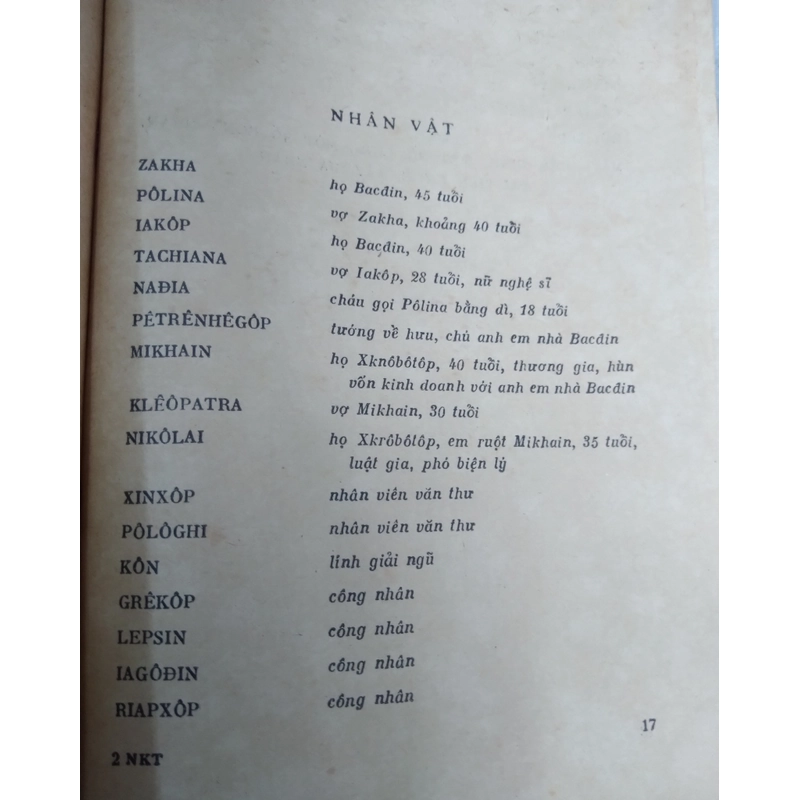 NHÂN VẬT
ZAKHA họ Bacđin, 45 tuổi
PÔLINA vợ Zakha, khoảng 40 tuổi
IAKÔP họ Bacđin, 40 tuổi
TACHIANA vợ Iakôp, 28 tuổi, nữ nghệ sĩ
NAĐIA cháu gọi Pôlina bằng dì, 18 tuổi
PÊTRÊNHÊGÔP tướng về hưu, chú anh em nhà Bacđin
MIKHAIN họ Xknôbôtôp, 40 tuổi, thương gia, hùn
vốn kinh doanh với anh em nhà Bacđin
KLÊÔPATRA vợ Mikhain, 30 tuổi
NIKÔLAI họ Xkrôbôtôp, em ruột Mikhain, 35 tuổi,
luật gia, phó biện lý
XINXÔP nhân viên văn thư
PÔLÔGHI nhân viên văn thư
KÔN lính giải ngũ
GRÊKÔP công nhân
LEPSIN công nhân
IAGÔĐIN công nhân
RIAPXÔP công nhân
17
2 NKT